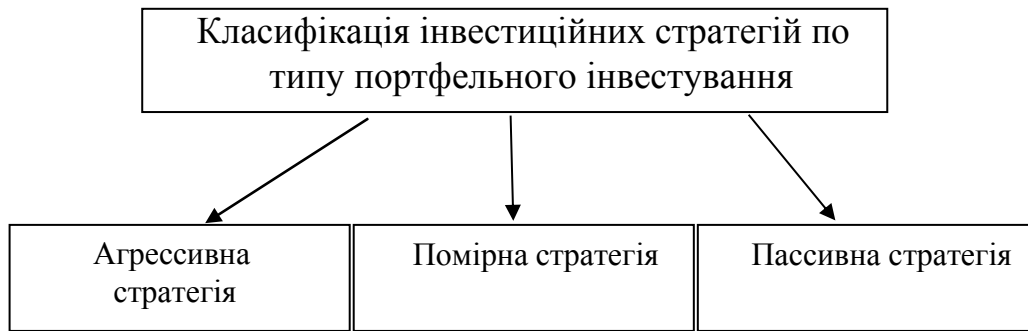 Класифікація інвестиційних стратегій по
типу портфельного інвестування
Агрессивна
стратегія
Помірна стратегія
Пассивна стратегія